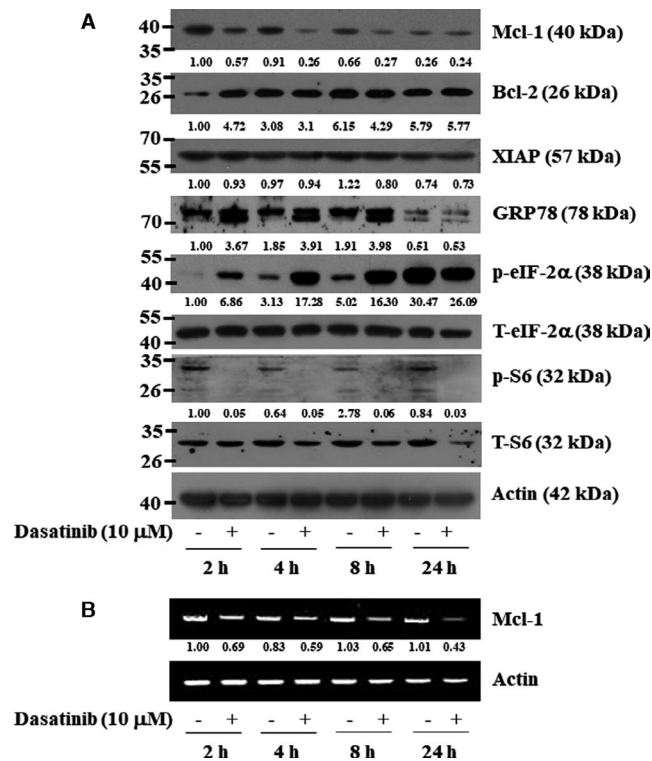 A
40
35
Mcl-1 (40 kDa)
1.00 0.57 0.91 0.26 0.66 0.27 0.26 0.24
35
26
Bcl-2 (26 kDa)
1.00 4.72 3.08 3.1 6.15 4.29 5.79 5.77
70
55
XIAP (57 kDa)
1.00 0.93 0.97 0.94 1.22 0.80 0.74 0.73
70
GRP78 (78 kDa)
1.00 3.67 1.85 3.91 1.91 3.98 0.51 0.53
55
40
p-eIF-2α (38 kDa)
1.00 6.86 3.13 17.28 5.02 16.30 30.47 26.09
55
40
T-eIF-2α (38 kDa)
35
26
p-S6 (32 kDa)
1.00 0.05 0.64 0.05 2.78 0.06 0.84 0.03
35
26
T-S6 (32 kDa)
40
Actin (42 kDa)
Dasatinib (10 μM) - + - + - + - +
2 h 4 h 8 h 24 h
B
Mcl-1
1.00 0.69 0.83 0.59 1.03 0.65 1.01 0.43
Actin
Dasatinib (10 μM) - + - + - + - +
2 h 4 h 8 h 24 h